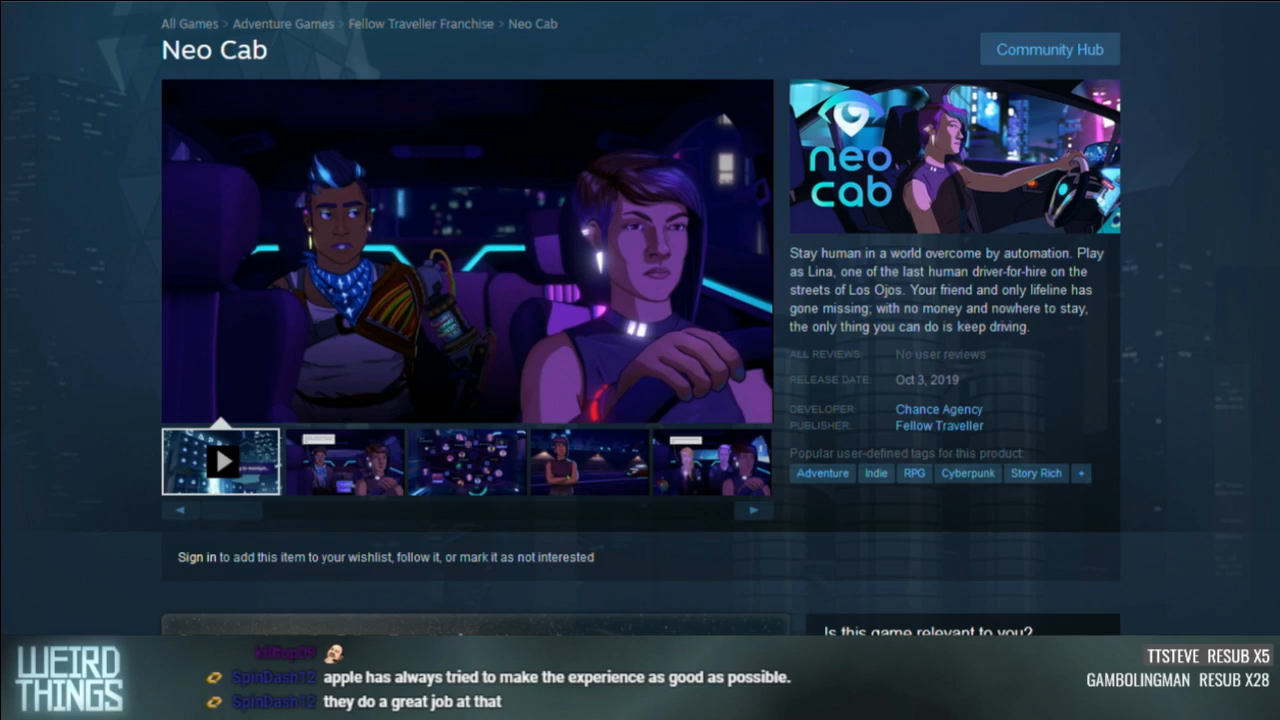 All Games > Adventure Games > Fellow Traveller Franchise > Neo Cab
Neo Cab
Community Hub
neo
cab
Stay human in a world overcome by automation. Play
as Lina, one of the last human driver-for-hire on the
streets of Los Ojos. Your friend and only lifeline has
gone missing; with no money and nowhere to stay,
the only thing you can do is keep driving.
ALL REVIEWS: No user reviews
RELEASE DATE: Oct 3, 2019
DEVELOPER: Chance Agency
PUBLISHER: Fellow Traveller
Popular user-defined tags for this product:
Adventure Indie RPG Cyberpunk Story Rich +
Sign in to add this item to your wishlist, follow it, or mark it as not interested
Is this game relevant to you?
WEIRD
THINGS
SpinDash12 apple has always tried to make the experience as good as possible.
SpinDash12 they do a great job at that
TTSTEVE RESUB X5
GAMBOLINGMAN RESUB X28